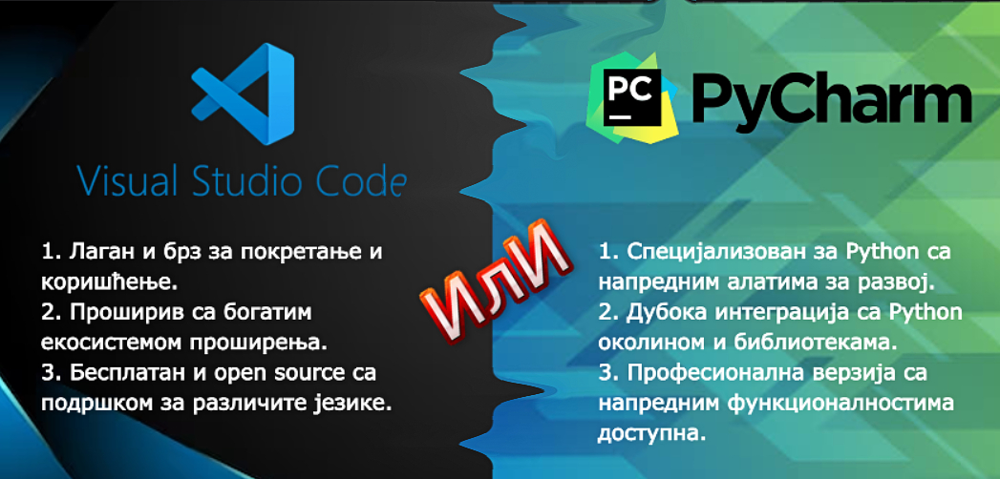 Visual Studio Code
1. Лаган и брз за покретање и
коришћење.
2. Проширив са богатим
екосистемом проширења.
3. Бесплатан и open source са
подршком за различите језике.
ИлИ
PC PyCharm
1. Специјализован за Python са
напредним алатима за развој.
2. Дубока интеграција са Python
околином и библиотекама.
3. Професионална верзија са
напредним функционалностима
доступна.